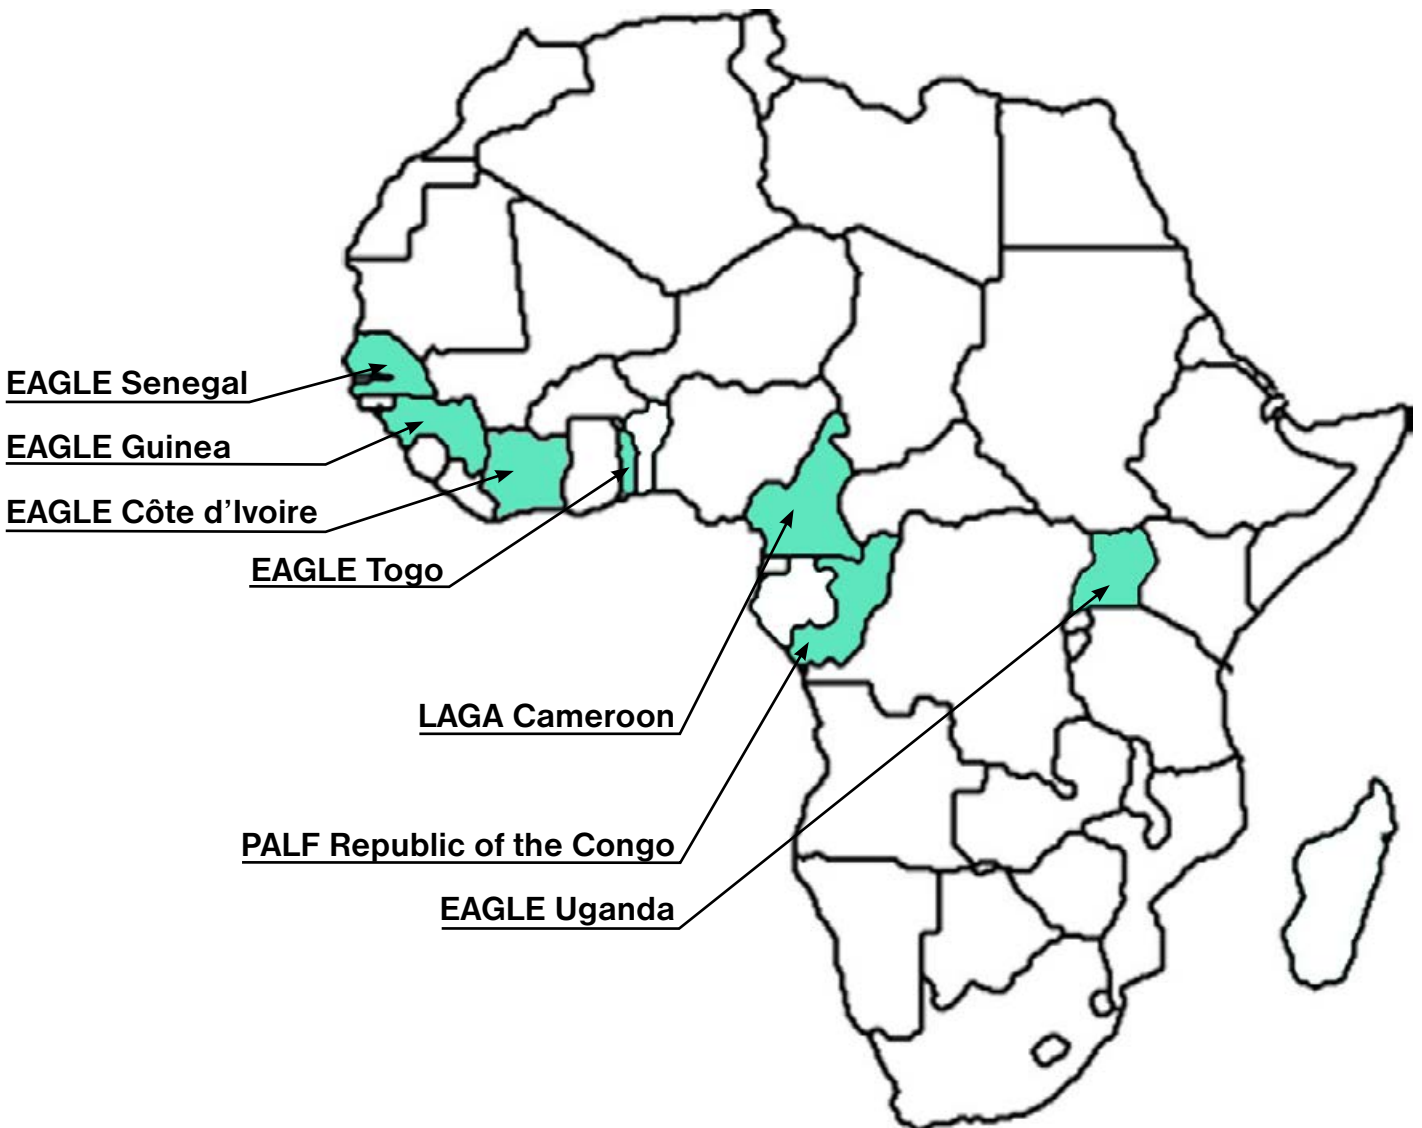 EAGLE Senegal
EAGLE Guinea
EAGLE Côte d’Ivoire
EAGLE Togo
LAGA Cameroon
PALF Republic of the Congo
EAGLE Uganda